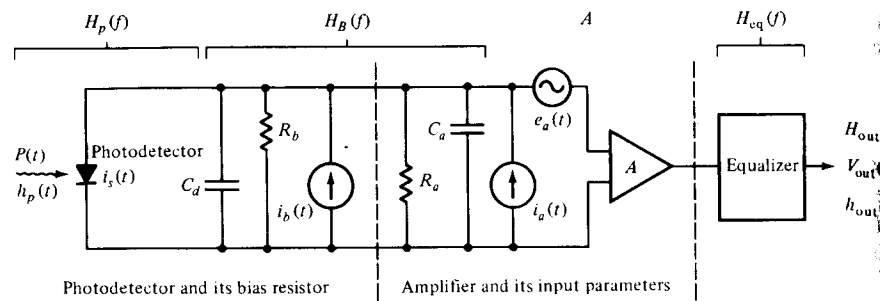 H_p(f) H_B(f) A H_eq(f)
P(t)
h_p(t)
Photodetector
i_s(t)
C_d
R_b
i_b(t)
R_a
C_a
i_a(t)
e_a(t)
A
Equalizer
H_out
V_out(
h_out
Photodetector and its bias resistor
Amplifier and its input parameters